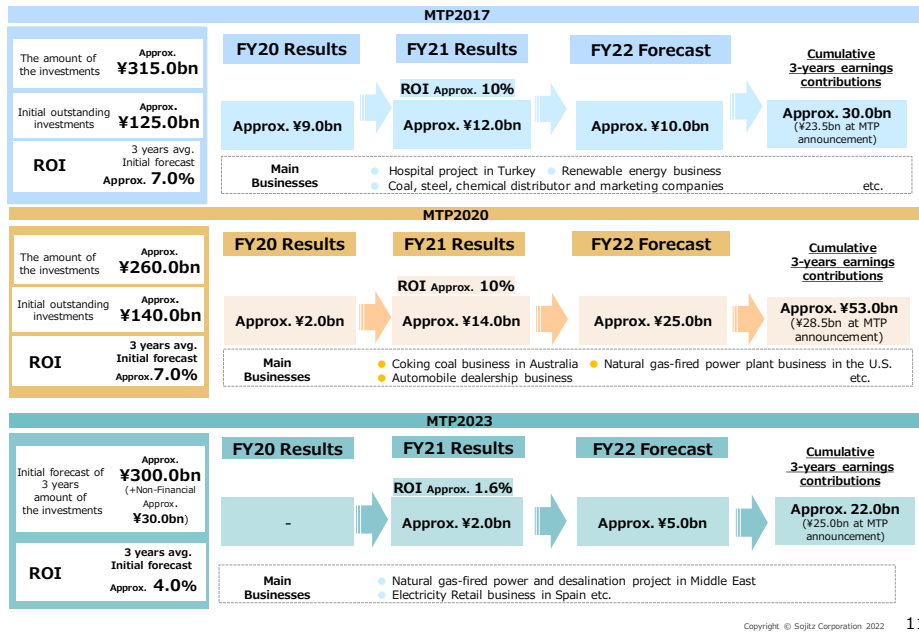 MTP2017
The amount of
the investments
Approx.
¥315.0bn
Initial outstanding
investments
Approx.
¥125.0bn
ROI
3 years avg.
Initial forecast
Approx. 7.0%
FY20 Results
FY21 Results
FY22 Forecast
Cumulative
3-years earnings
contributions
ROI Approx. 10%
Approx. ¥9.0bn
Approx. ¥12.0bn
Approx. ¥10.0bn
Approx. 30.0bn
(¥23.5bn at MTP
announcement)
Main
Businesses
● Hospital project in Turkey ● Renewable energy business
● Coal, steel, chemical distributor and marketing companies etc.
MTP2020
The amount of
the investments
Approx.
¥260.0bn
Initial outstanding
investments
Approx.
¥140.0bn
ROI
3 years avg.
Initial forecast
Approx.7.0%
FY20 Results
FY21 Results
FY22 Forecast
Cumulative
3-years earnings
contributions
ROI Approx. 10%
Approx. ¥2.0bn
Approx. ¥14.0bn
Approx. ¥25.0bn
Approx. ¥53.0bn
(¥28.5bn at MTP
announcement)
Main
Businesses
● Coking coal business in Australia ● Natural gas-fired power plant business in the U.S.
● Automobile dealership business etc.
MTP2023
Initial forecast of
3 years
amount of
the investments
Approx.
¥300.0bn
(+Non-Financial
Approx.
¥30.0bn)
ROI
3 years avg.
Initial forecast
Approx. 4.0%
FY20 Results
FY21 Results
FY22 Forecast
Cumulative
3-years earnings
contributions
ROI Approx. 1.6%
-
Approx. ¥2.0bn
Approx. ¥5.0bn
Approx. 22.0bn
(¥25.0bn at MTP
announcement)
Main
Businesses
● Natural gas-fired power and desalination project in Middle East
● Electricity Retail business in Spain etc.
Copyright © Sojitz Corporation 2022